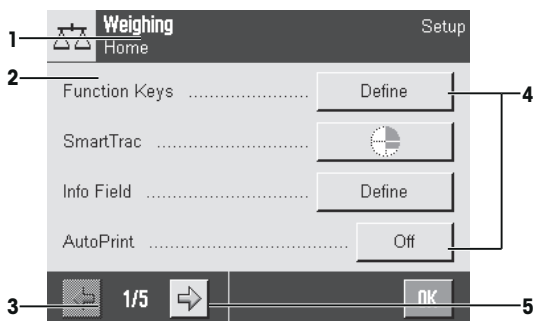 Weighing
Setup
1
Home
2
Function Keys .................... Define
4
SmartTrac ....................
Info Field .................... Define
AutoPrint .................... Off
3
1/5
OK
5